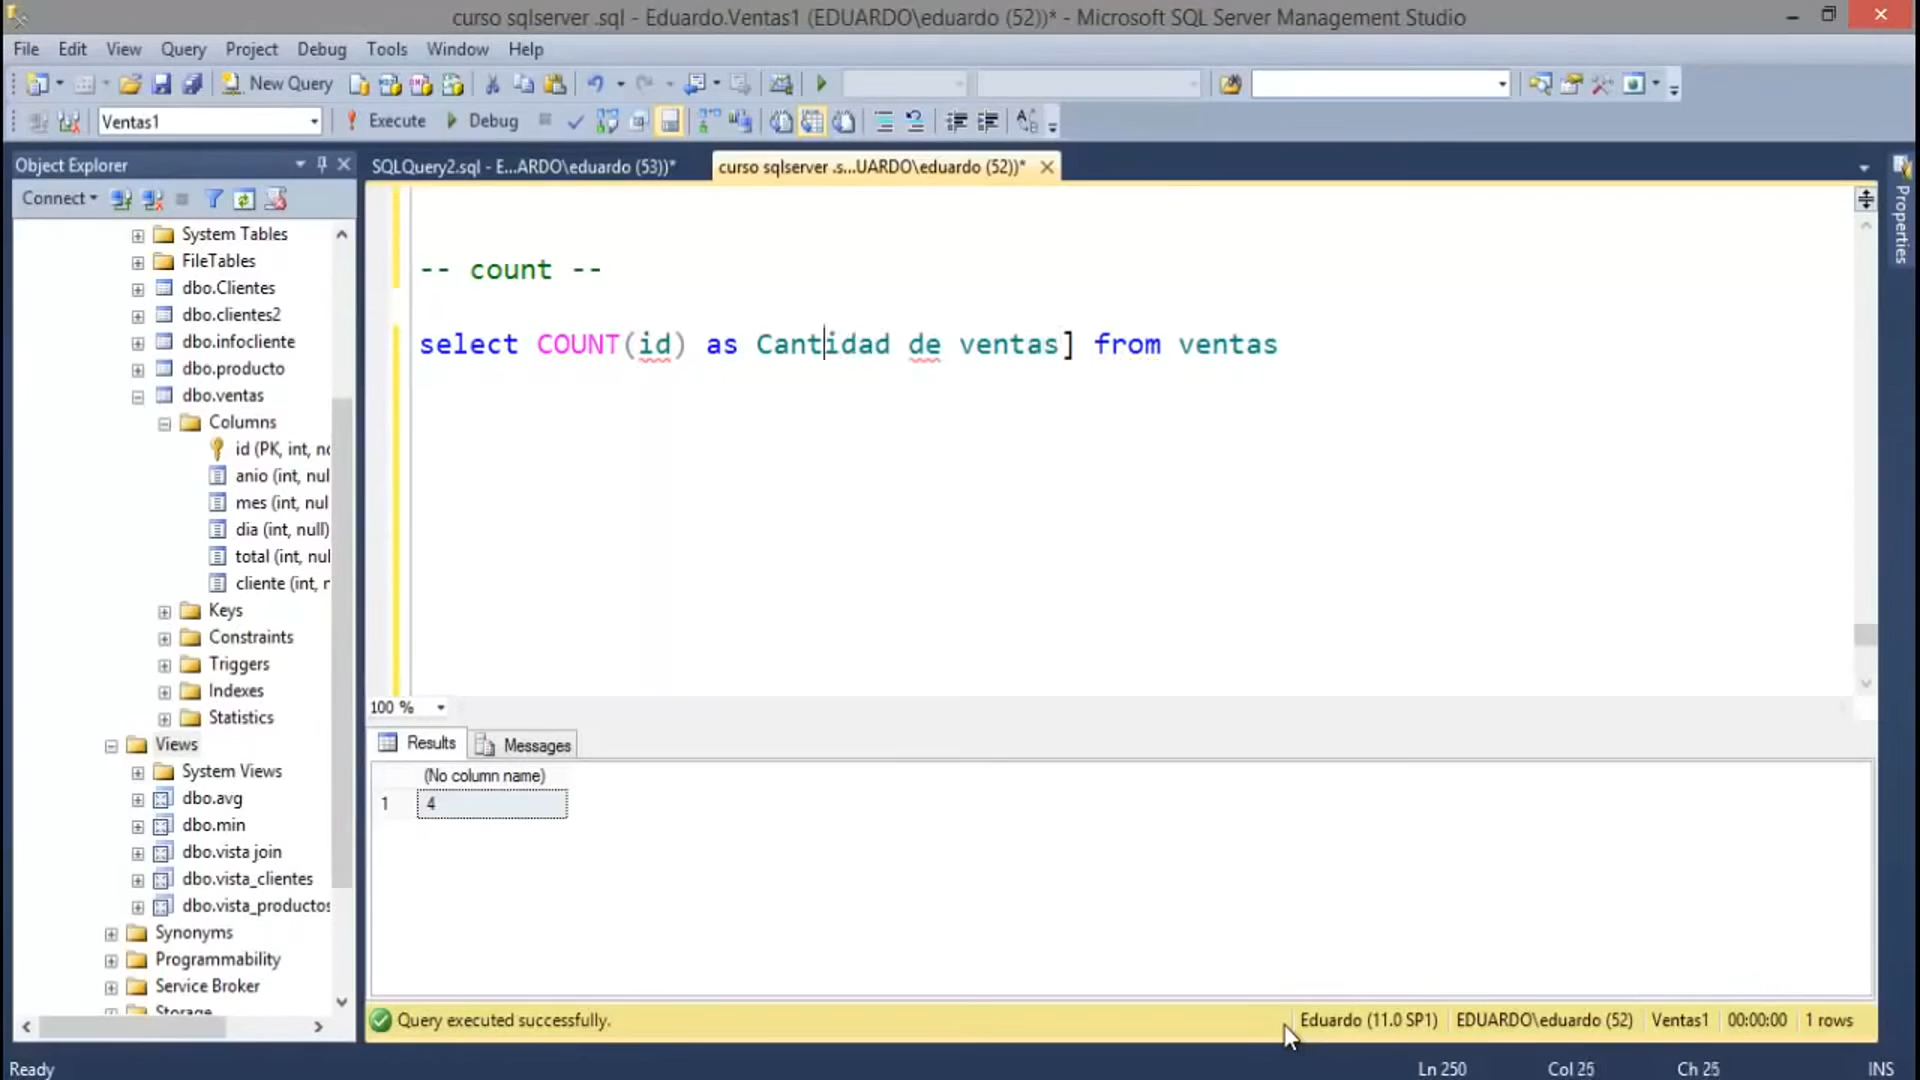 curso sqlserver .sql - Eduardo.Ventas1 (EDUARDO\eduardo (52))* - Microsoft SQL Server Management Studio
File Edit View Query Project Debug Tools Window Help
New Query
Ventas1 Execute Debug
Object Explorer
SQLQuery2.sql - E...ARDO\eduardo (53))*
curso sqlserver .s...UARDO\eduardo (52))*
Properties
Connect
System Tables
FileTables
dbo.Clientes
dbo.clientes2
dbo.infocliente
dbo.producto
dbo.ventas
Columns
id (PK, int, no
anio (int, nul
mes (int, nul
dia (int, null)
total (int, nul
cliente (int, r
Keys
Constraints
Triggers
Indexes
Statistics
Views
System Views
dbo.avg
dbo.min
dbo.vista join
dbo.vista_clientes
dbo.vista_productos
Synonyms
Programmability
Service Broker
Storage
-- count --
select COUNT(id) as Cantidad de ventas] from ventas
100 %
Results Messages
(No column name)
1 4
Query executed successfully.
Eduardo (11.0 SP1) EDUARDO\eduardo (52) Ventas1 00:00:00 1 rows
Ready Ln 250 Col 25 Ch 25 INS